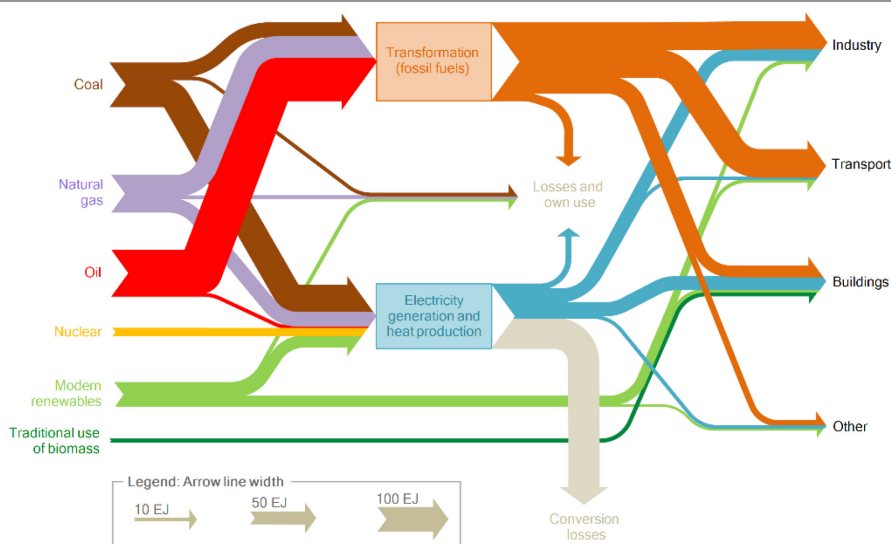 Coal
Natural
gas
Oil
Nuclear
Modern
renewables
Traditional use
of biomass
Transformation
(fossil fuels)
Losses and
own use
Electricity
generation and
heat production
Conversion
losses
Industry
Transport
Buildings
Other
Legend: Arrow line width
10 EJ
50 EJ
100 EJ